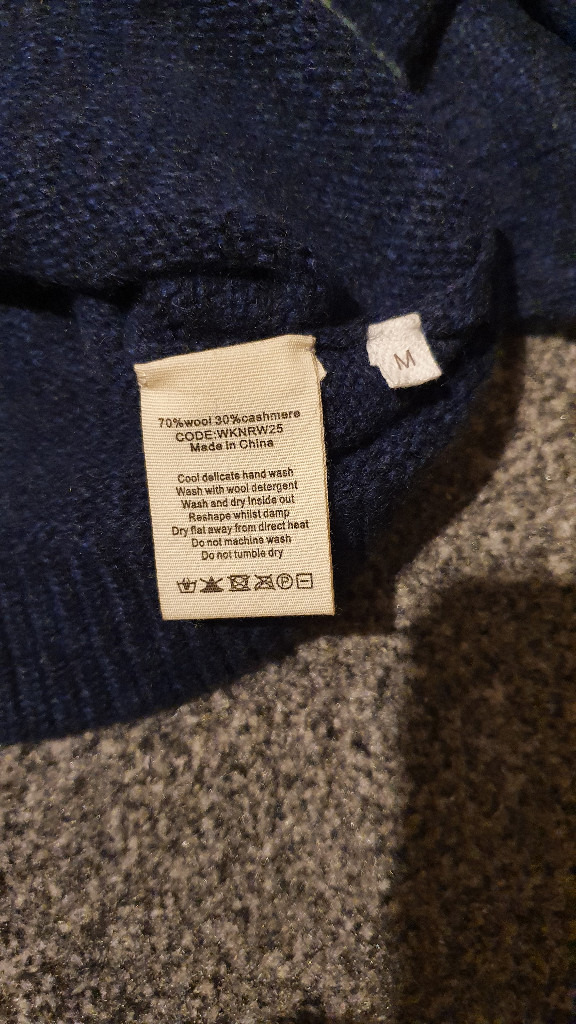 70%wool 30%cashmere
CODE:WKNRW25
Made in China
Cool delicate hand wash
Wash with wool detergent
Wash and dry inside out
Reshape whilst damp
Dry flat away from direct heat
Do not machine wash
Do not tumble dry
P
M